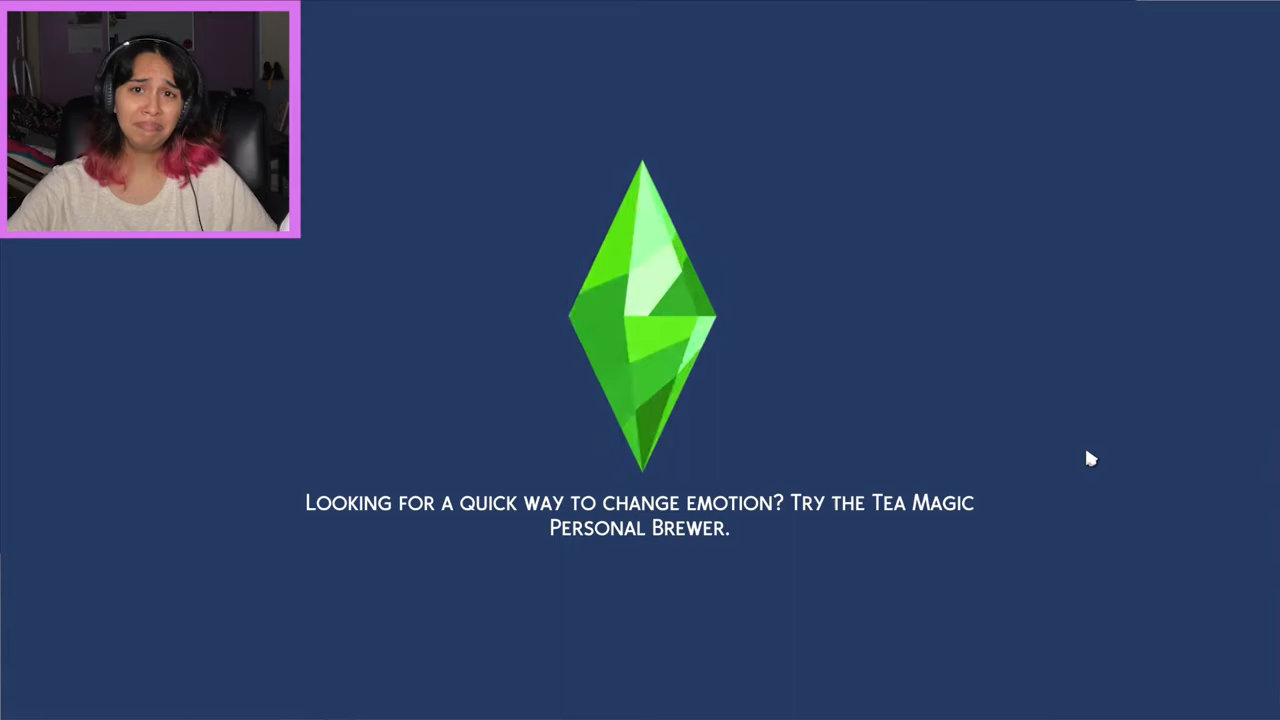 Looking for a quick way to change emotion? Try the Tea Magic
Personal Brewer.